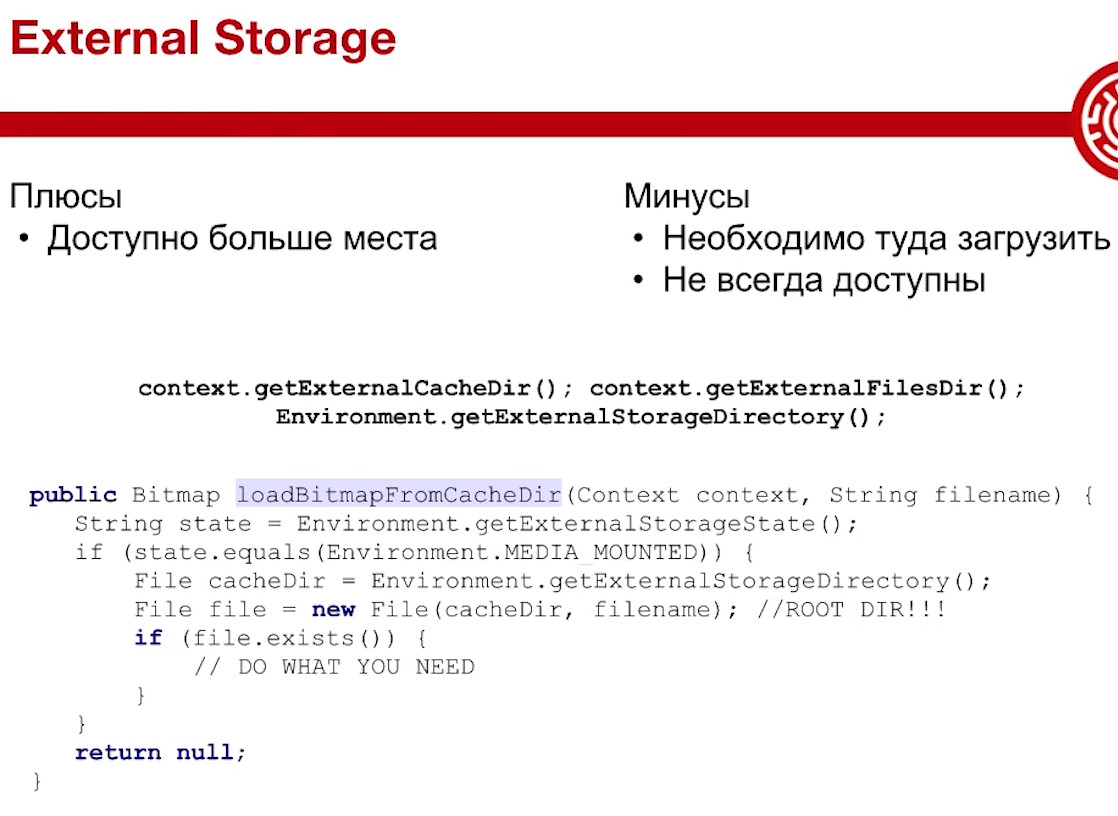 External Storage
Плюсы
• Доступно больше места
Минусы
• Необходимо туда загрузить
• Не всегда доступны
context.getExternalCacheDir(); context.getExternalFilesDir();
Environment.getExternalStorageDirectory();
public Bitmap loadBitmapFromCacheDir(Context context, String filename) {
String state = Environment.getExternalStorageState();
if (state.equals(Environment.MEDIA_MOUNTED)) {
File cacheDir = Environment.getExternalStorageDirectory();
File file = new File(cacheDir, filename); //ROOT DIR!!!
if (file.exists()) {
// DO WHAT YOU NEED
}
}
return null;
}